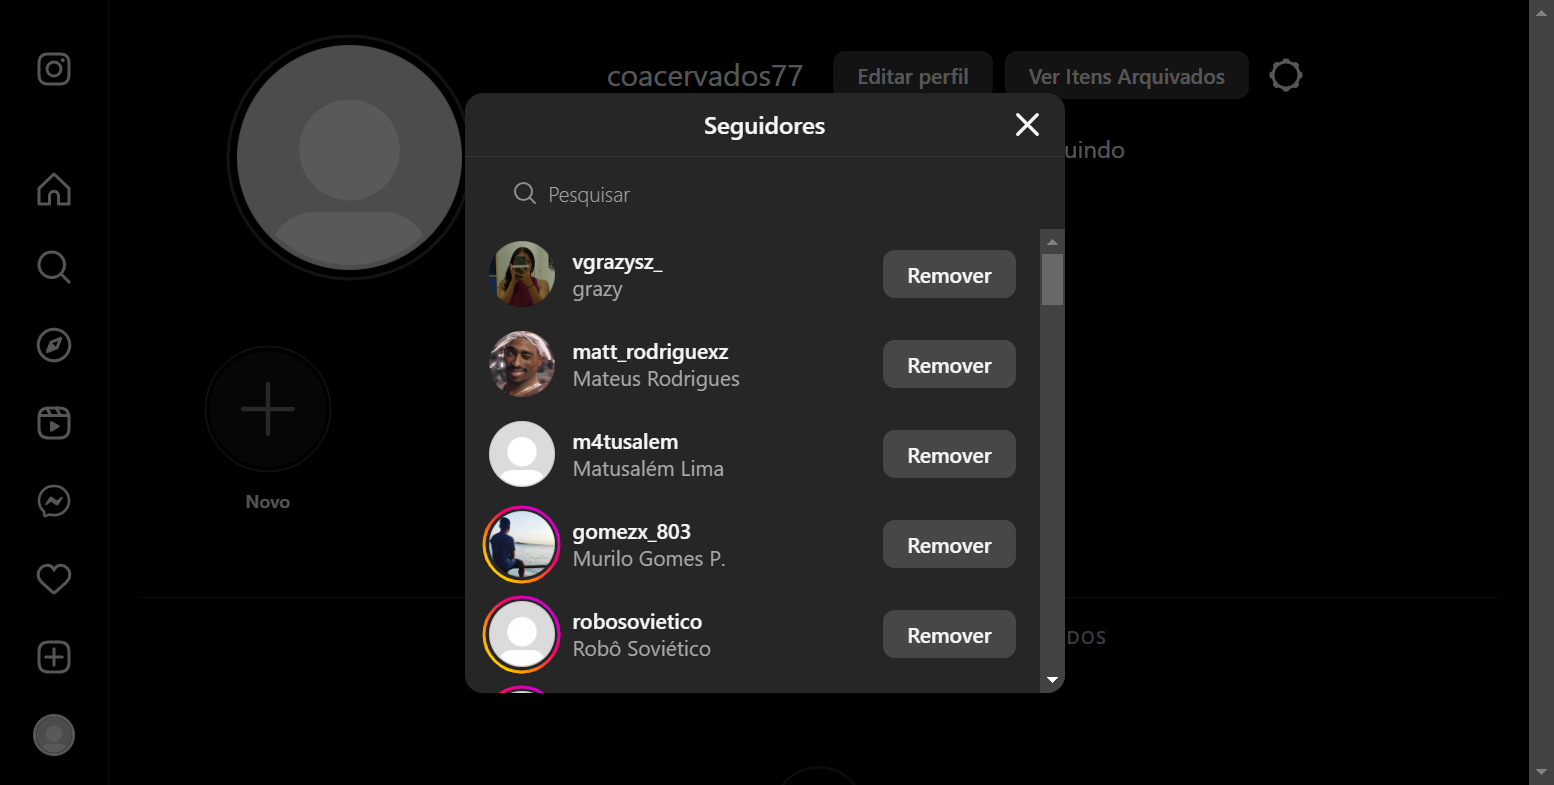 coacervados77
Editar perfil
Ver Itens Arquivados
uindo
Seguidores
Pesquisar
vgrazysz_
grazy
Remover
matt_rodriguexz
Mateus Rodrigues
Remover
m4tusalem
Matusalém Lima
Remover
gomezx_803
Murilo Gomes P.
Remover
robosovietico
Robô Soviético
Remover
Novo
DOS